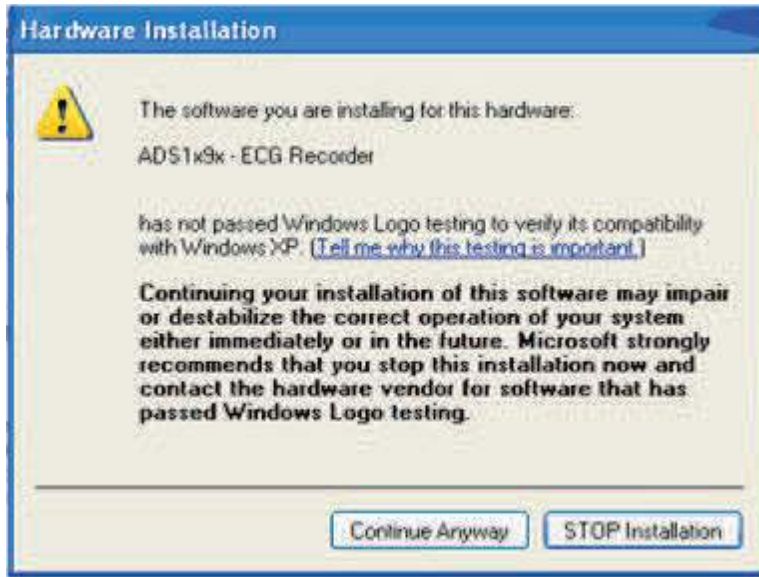 Hardware Installation
The software you are installing for this hardware:
ADS1x9x - ECG Recorder
has not passed Windows Logo testing to verify its compatibility
with Windows XP. (Tell me why this testing is important.)
Continuing your installation of this software may impair
or destabilize the correct operation of your system
either immediately or in the future. Microsoft strongly
recommends that you stop this installation now and
contact the hardware vendor for software that has
passed Windows Logo testing.
Continue Anyway
STOP Installation